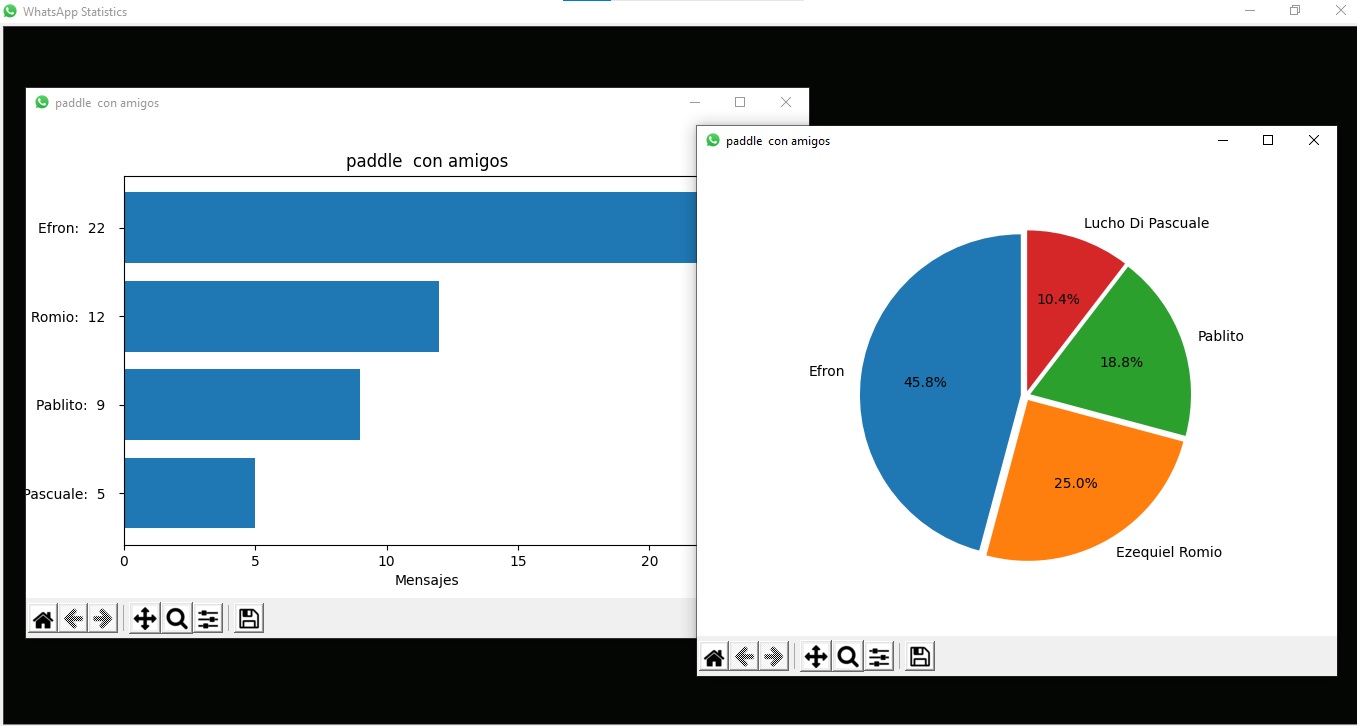 WhatsApp Statistics
paddle  con amigos
paddle  con amigos
Efron:  22
Romio:  12
Pablito:  9
Pascuale:  5
0 5 10 15 20
Mensajes
paddle  con amigos
Lucho Di Pascuale
10.4%
Pablito
18.8%
Efron
45.8%
25.0%
Ezequiel Romio